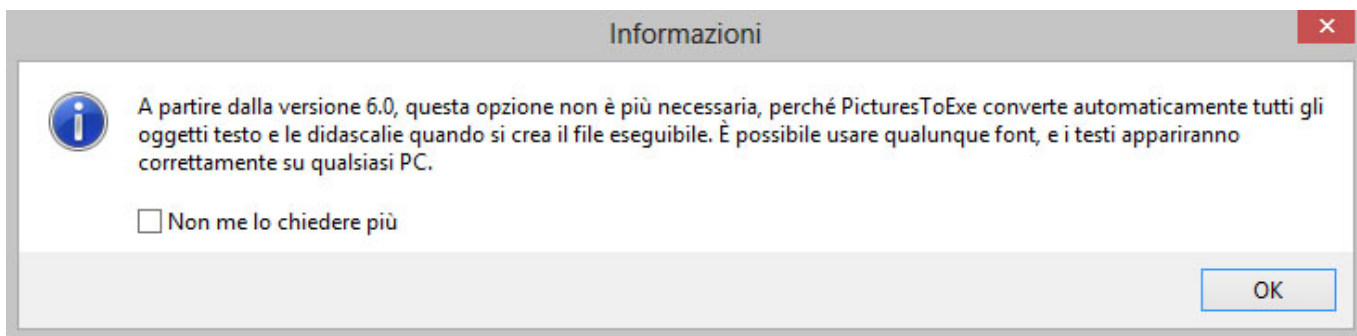 Informazioni
A partire dalla versione 6.0, questa opzione non è più necessaria, perché PicturesToExe converte automaticamente tutti gli
oggetti testo e le didascalie quando si crea il file eseguibile. È possibile usare qualunque font, e i testi appariranno
correttamente su qualsiasi PC.
Non me lo chiedere più
OK